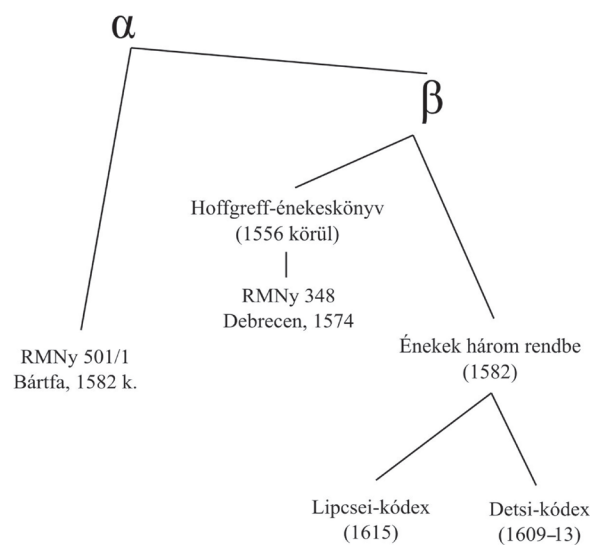 α
β
Hoffgreff-énekeskönyv
(1556 körül)
RMNy 348
Debrecen, 1574
RMNy 501/1
Bártfa, 1582 k.
Énekek három rendbe
(1582)
Lipcsei-kódex
(1615)
Detsi-kódex
(1609–13)